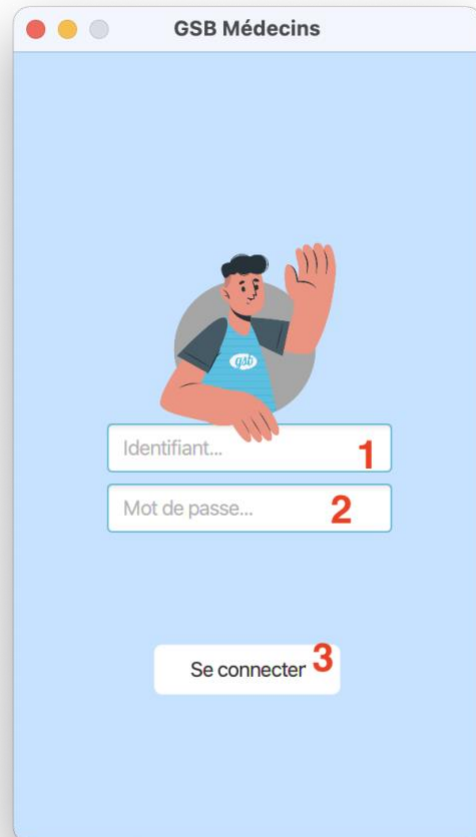 GSB Médecins
gsb
Identifiant... 1
Mot de passe... 2
Se connecter 3